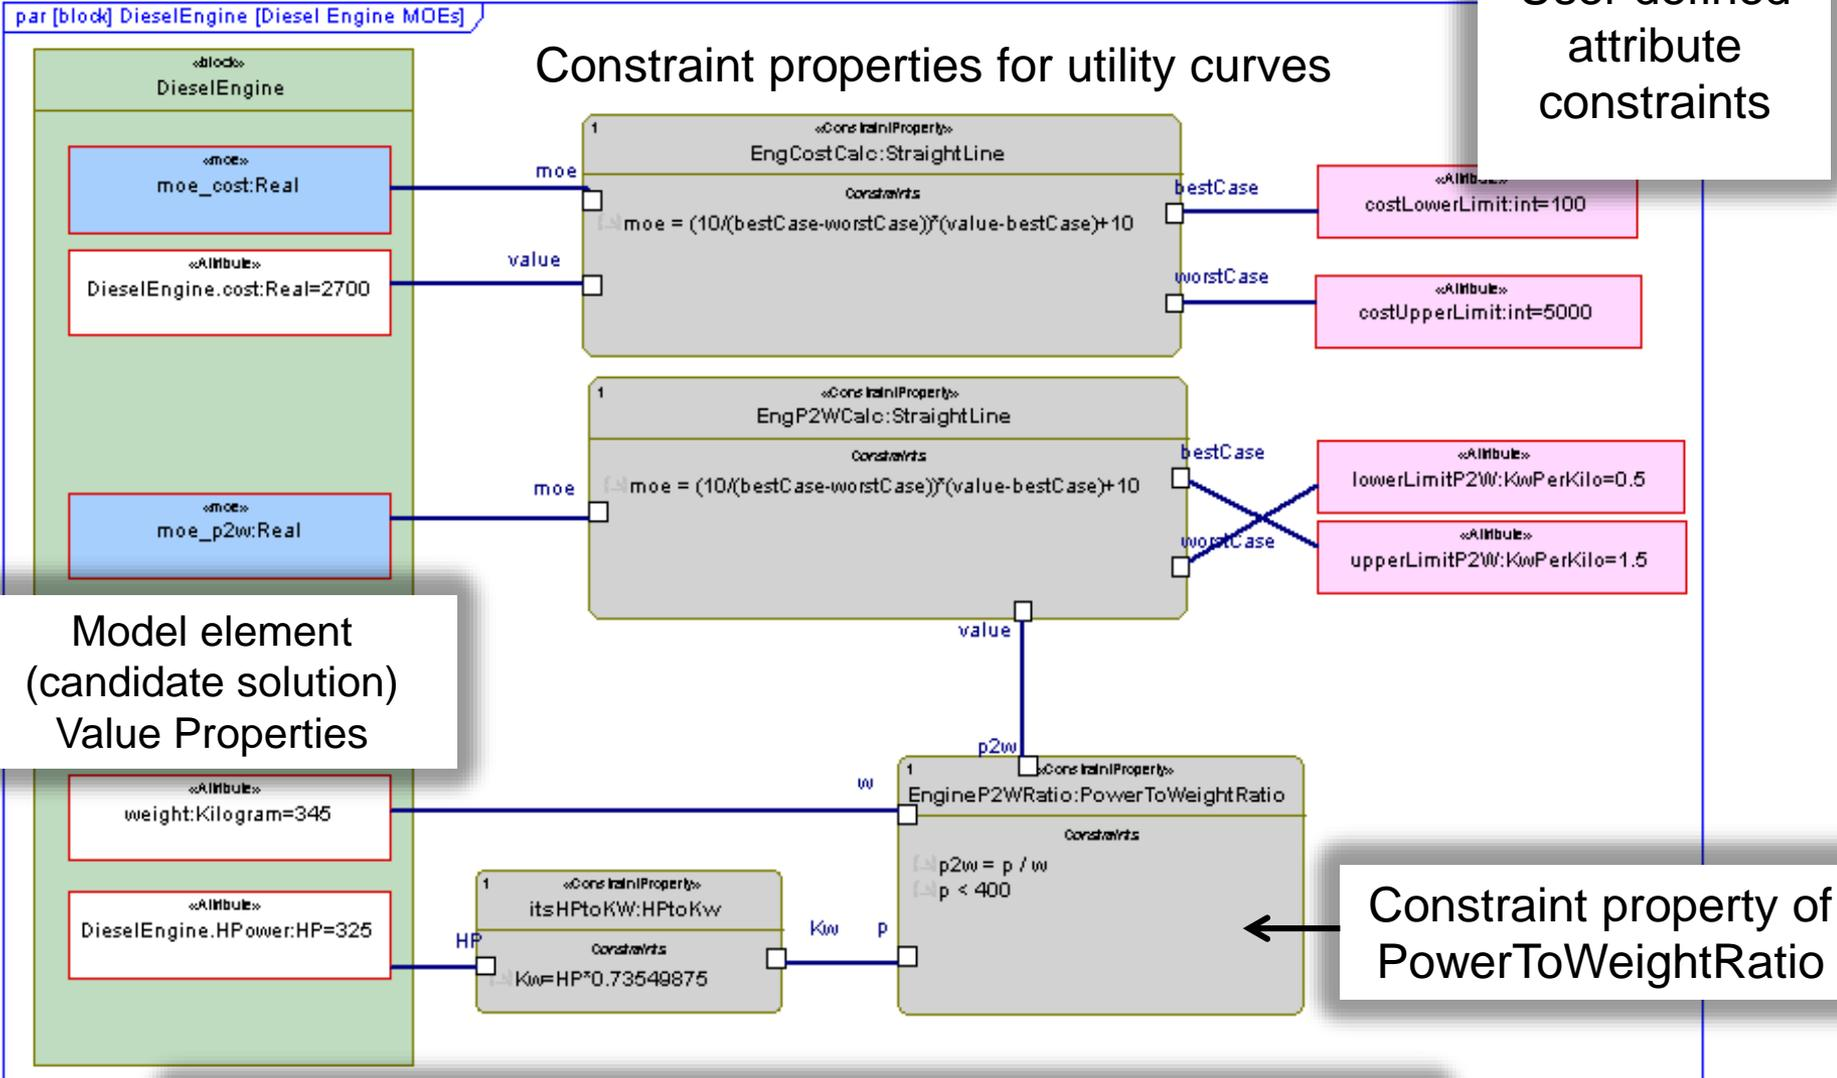 par [block] DieselEngine [Diesel Engine MOEs]
User defined
attribute
constraints
Constraint properties for utility curves
«block»
DieselEngine
«moe»
moe_cost:Real
«Attribute»
DieselEngine.cost:Real=2700
moe
value
1
«ConstraintProperty»
EngCostCalc:StraightLine
Constraints
moe = (10/(bestCase-worstCase))*(value-bestCase)+10
bestCase
worstCase
«Attribute»
costLowerLimit:int=100
«Attribute»
costUpperLimit:int=5000
«moe»
moe_p2w:Real
moe
1
«ConstraintProperty»
EngP2WCalc:StraightLine
Constraints
moe = (10/(bestCase-worstCase))*(value-bestCase)+10
bestCase
worstCase
value
«Attribute»
lowerLimitP2W:KwPerKilo=0.5
«Attribute»
upperLimitP2W:KwPerKilo=1.5
Model element
(candidate solution)
Value Properties
«Attribute»
weight:Kilogram=345
«Attribute»
DieselEngine.HPower:HP=325
HP
1
«ConstraintProperty»
itsHPtoKW:HPtoKw
Constraints
Kw=HP*0.73549875
Kw
p
w
p2w
1
«ConstraintProperty»
EngineP2WRatio:PowerToWeightRatio
Constraints
p2w = p / w
p < 400
Constraint property of
PowerToWeightRatio